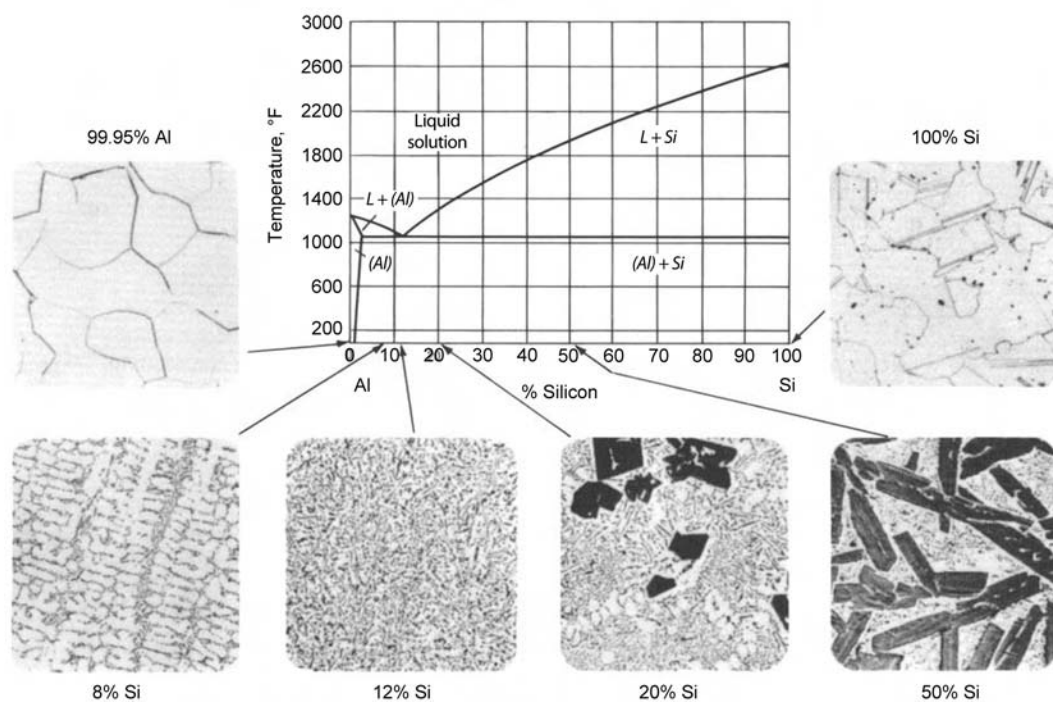 3000
2600
2200
1800
1400
1000
600
200
Temperature, °F
Liquid
solution
L + Si
L + (Al)
(Al)
(Al) + Si
0 10 20 30 40 50 60 70 80 90 100
Al
% Silicon
Si
99.95% Al
100% Si
8% Si
12% Si
20% Si
50% Si